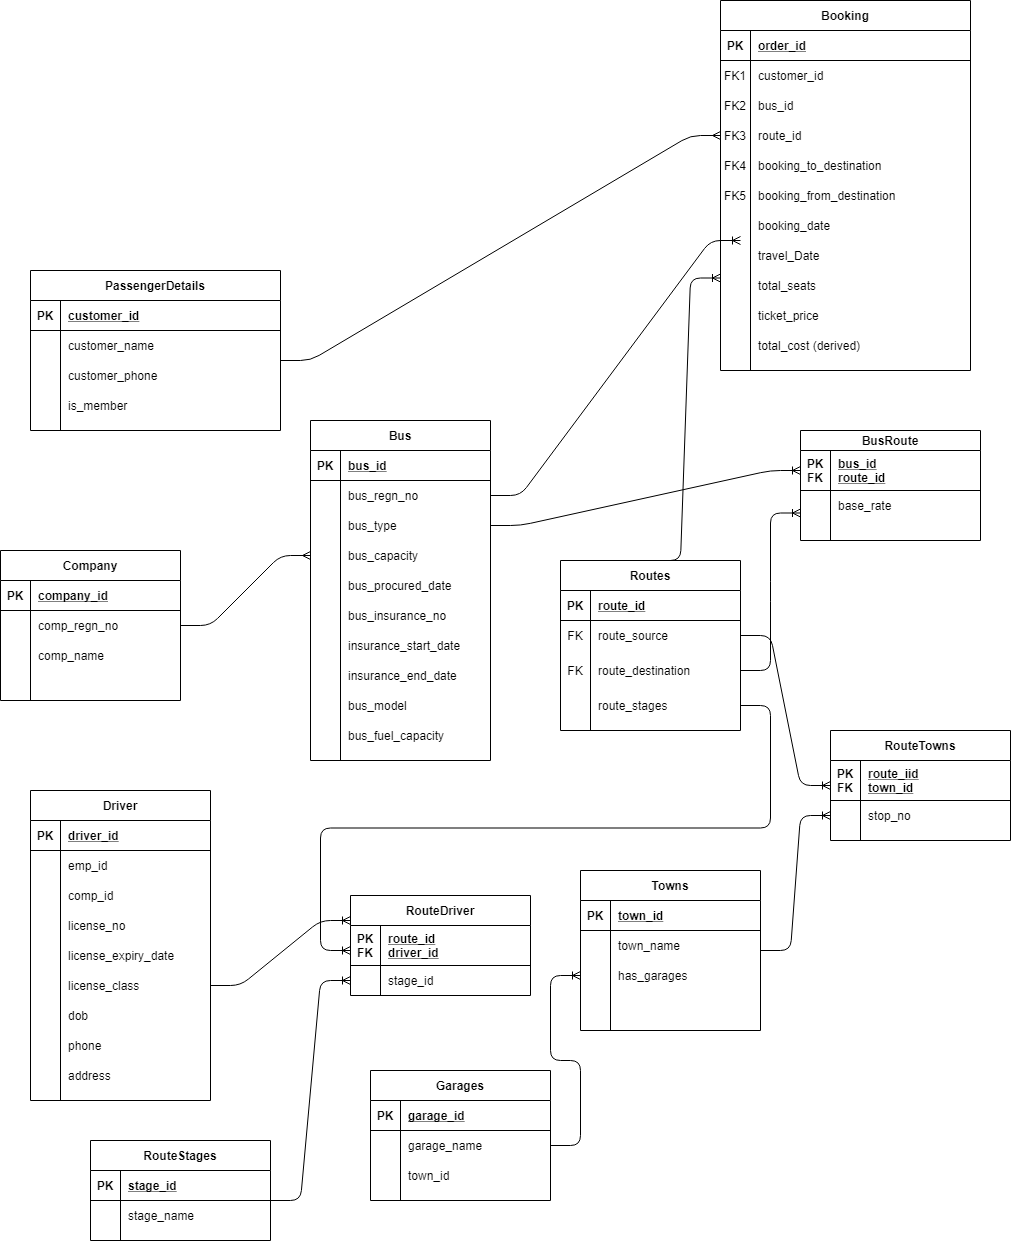 Booking
PK order_id
FK1 customer_id
FK2 bus_id
FK3 route_id
FK4 booking_to_destination
FK5 booking_from_destination
booking_date
travel_Date
total_seats
ticket_price
total_cost (derived)
PassengerDetails
PK customer_id
customer_name
customer_phone
is_member
Bus
PK bus_id
bus_regn_no
bus_type
bus_capacity
bus_procured_date
bus_insurance_no
insurance_start_date
insurance_end_date
bus_model
bus_fuel_capacity
BusRoute
PK bus_id
FK route_id
base_rate
Company
PK company_id
comp_regn_no
comp_name
Routes
PK route_id
FK route_source
FK route_destination
route_stages
RouteTowns
PK route_iid
FK town_id
stop_no
Driver
PK driver_id
emp_id
comp_id
license_no
license_expiry_date
license_class
dob
phone
address
RouteDriver
PK route_id
FK driver_id
stage_id
Towns
PK town_id
town_name
has_garages
Garages
PK garage_id
garage_name
town_id
RouteStages
PK stage_id
stage_name